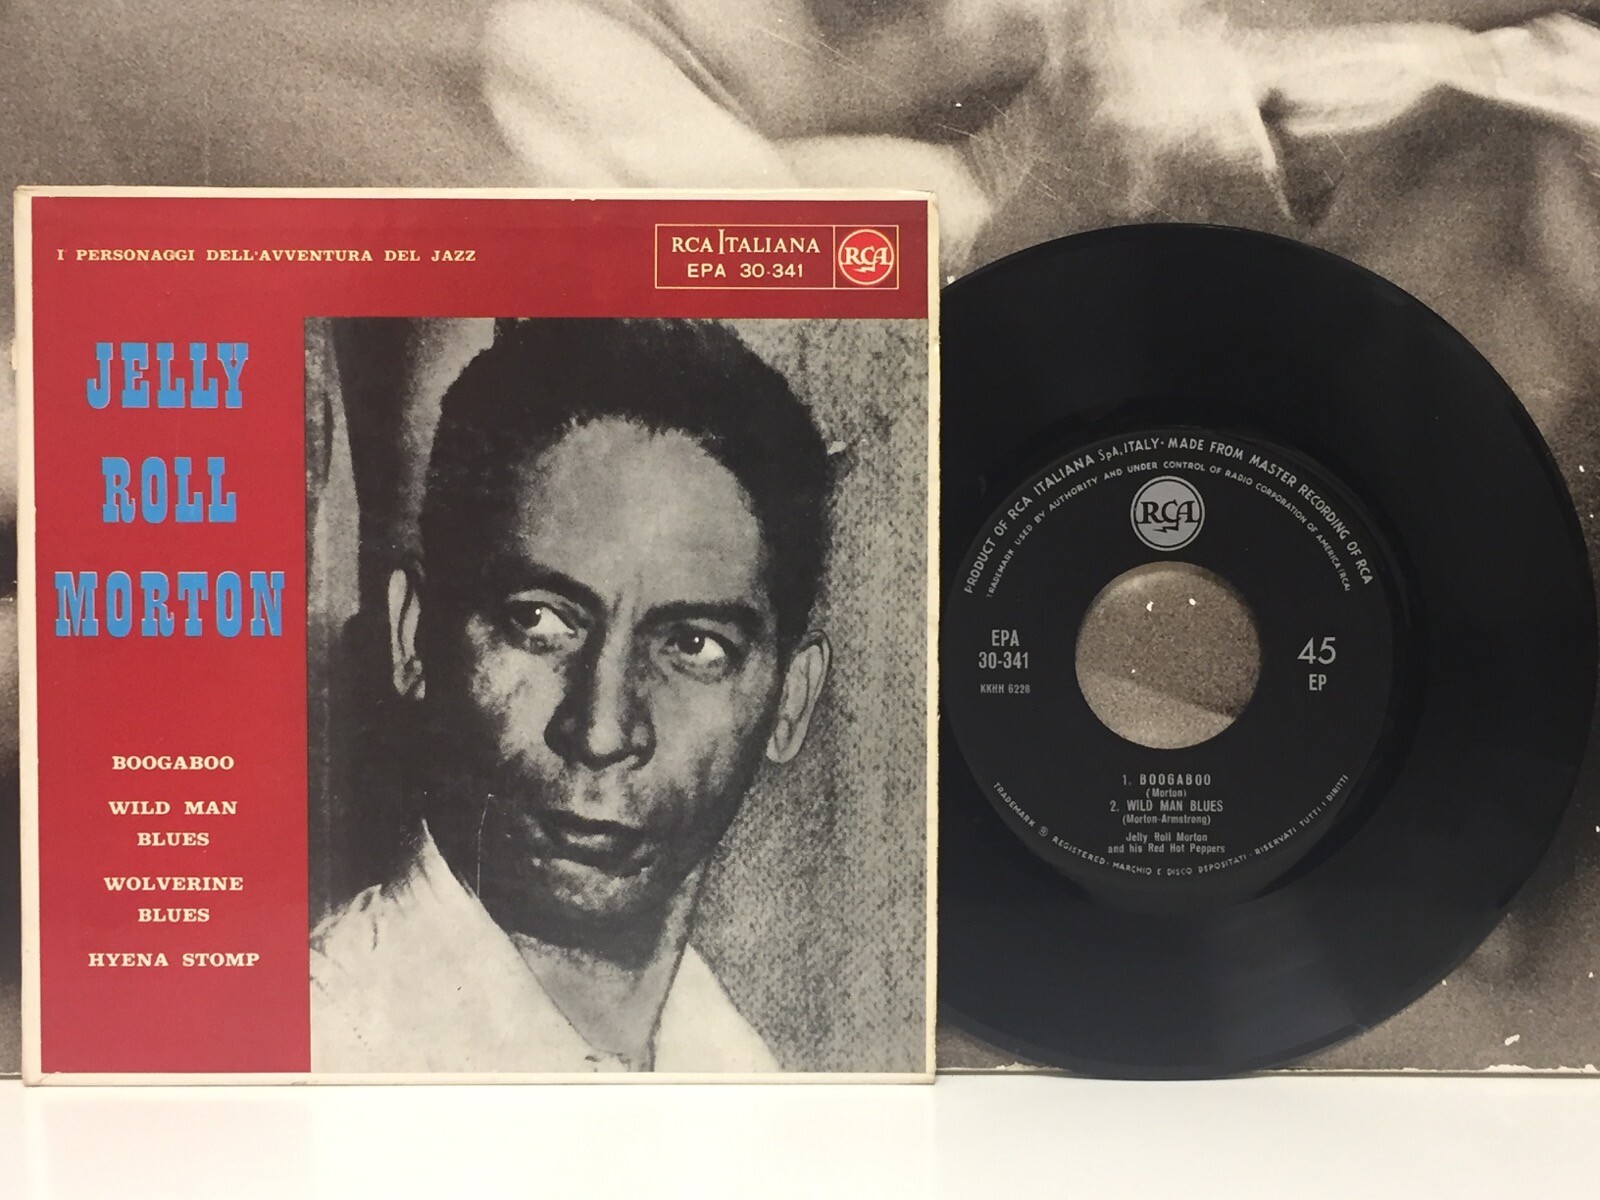 I PERSONAGGI DELL'AVVENTURA DEL JAZZ
RCA ITALIANA
EPA 30-341
RCA
JELLY
ROLL
MORTON
BOOGABOO
WILD MAN
BLUES
WOLVERINE
BLUES
HYENA STOMP
PRODUCT OF RCA ITALIANA SpA, ITALY · MADE FROM MASTER RECORDING OF RCA
TRADEMARK USED BY AUTHORITY AND UNDER CONTROL OF RADIO CORPORATION OF AMERICA (RCA)
RCA
EPA
30-341
KKHH 6228
45
EP
1. BOOGABOO
(Morton)
2. WILD MAN BLUES
(Morton-Armstrong)
Jelly Roll Morton
and his Red Hot Peppers
TRADEMARK ® REGISTERED · MARCHIO E DISCO DEPOSITATI · RISERVATI TUTTI I DIRITTI